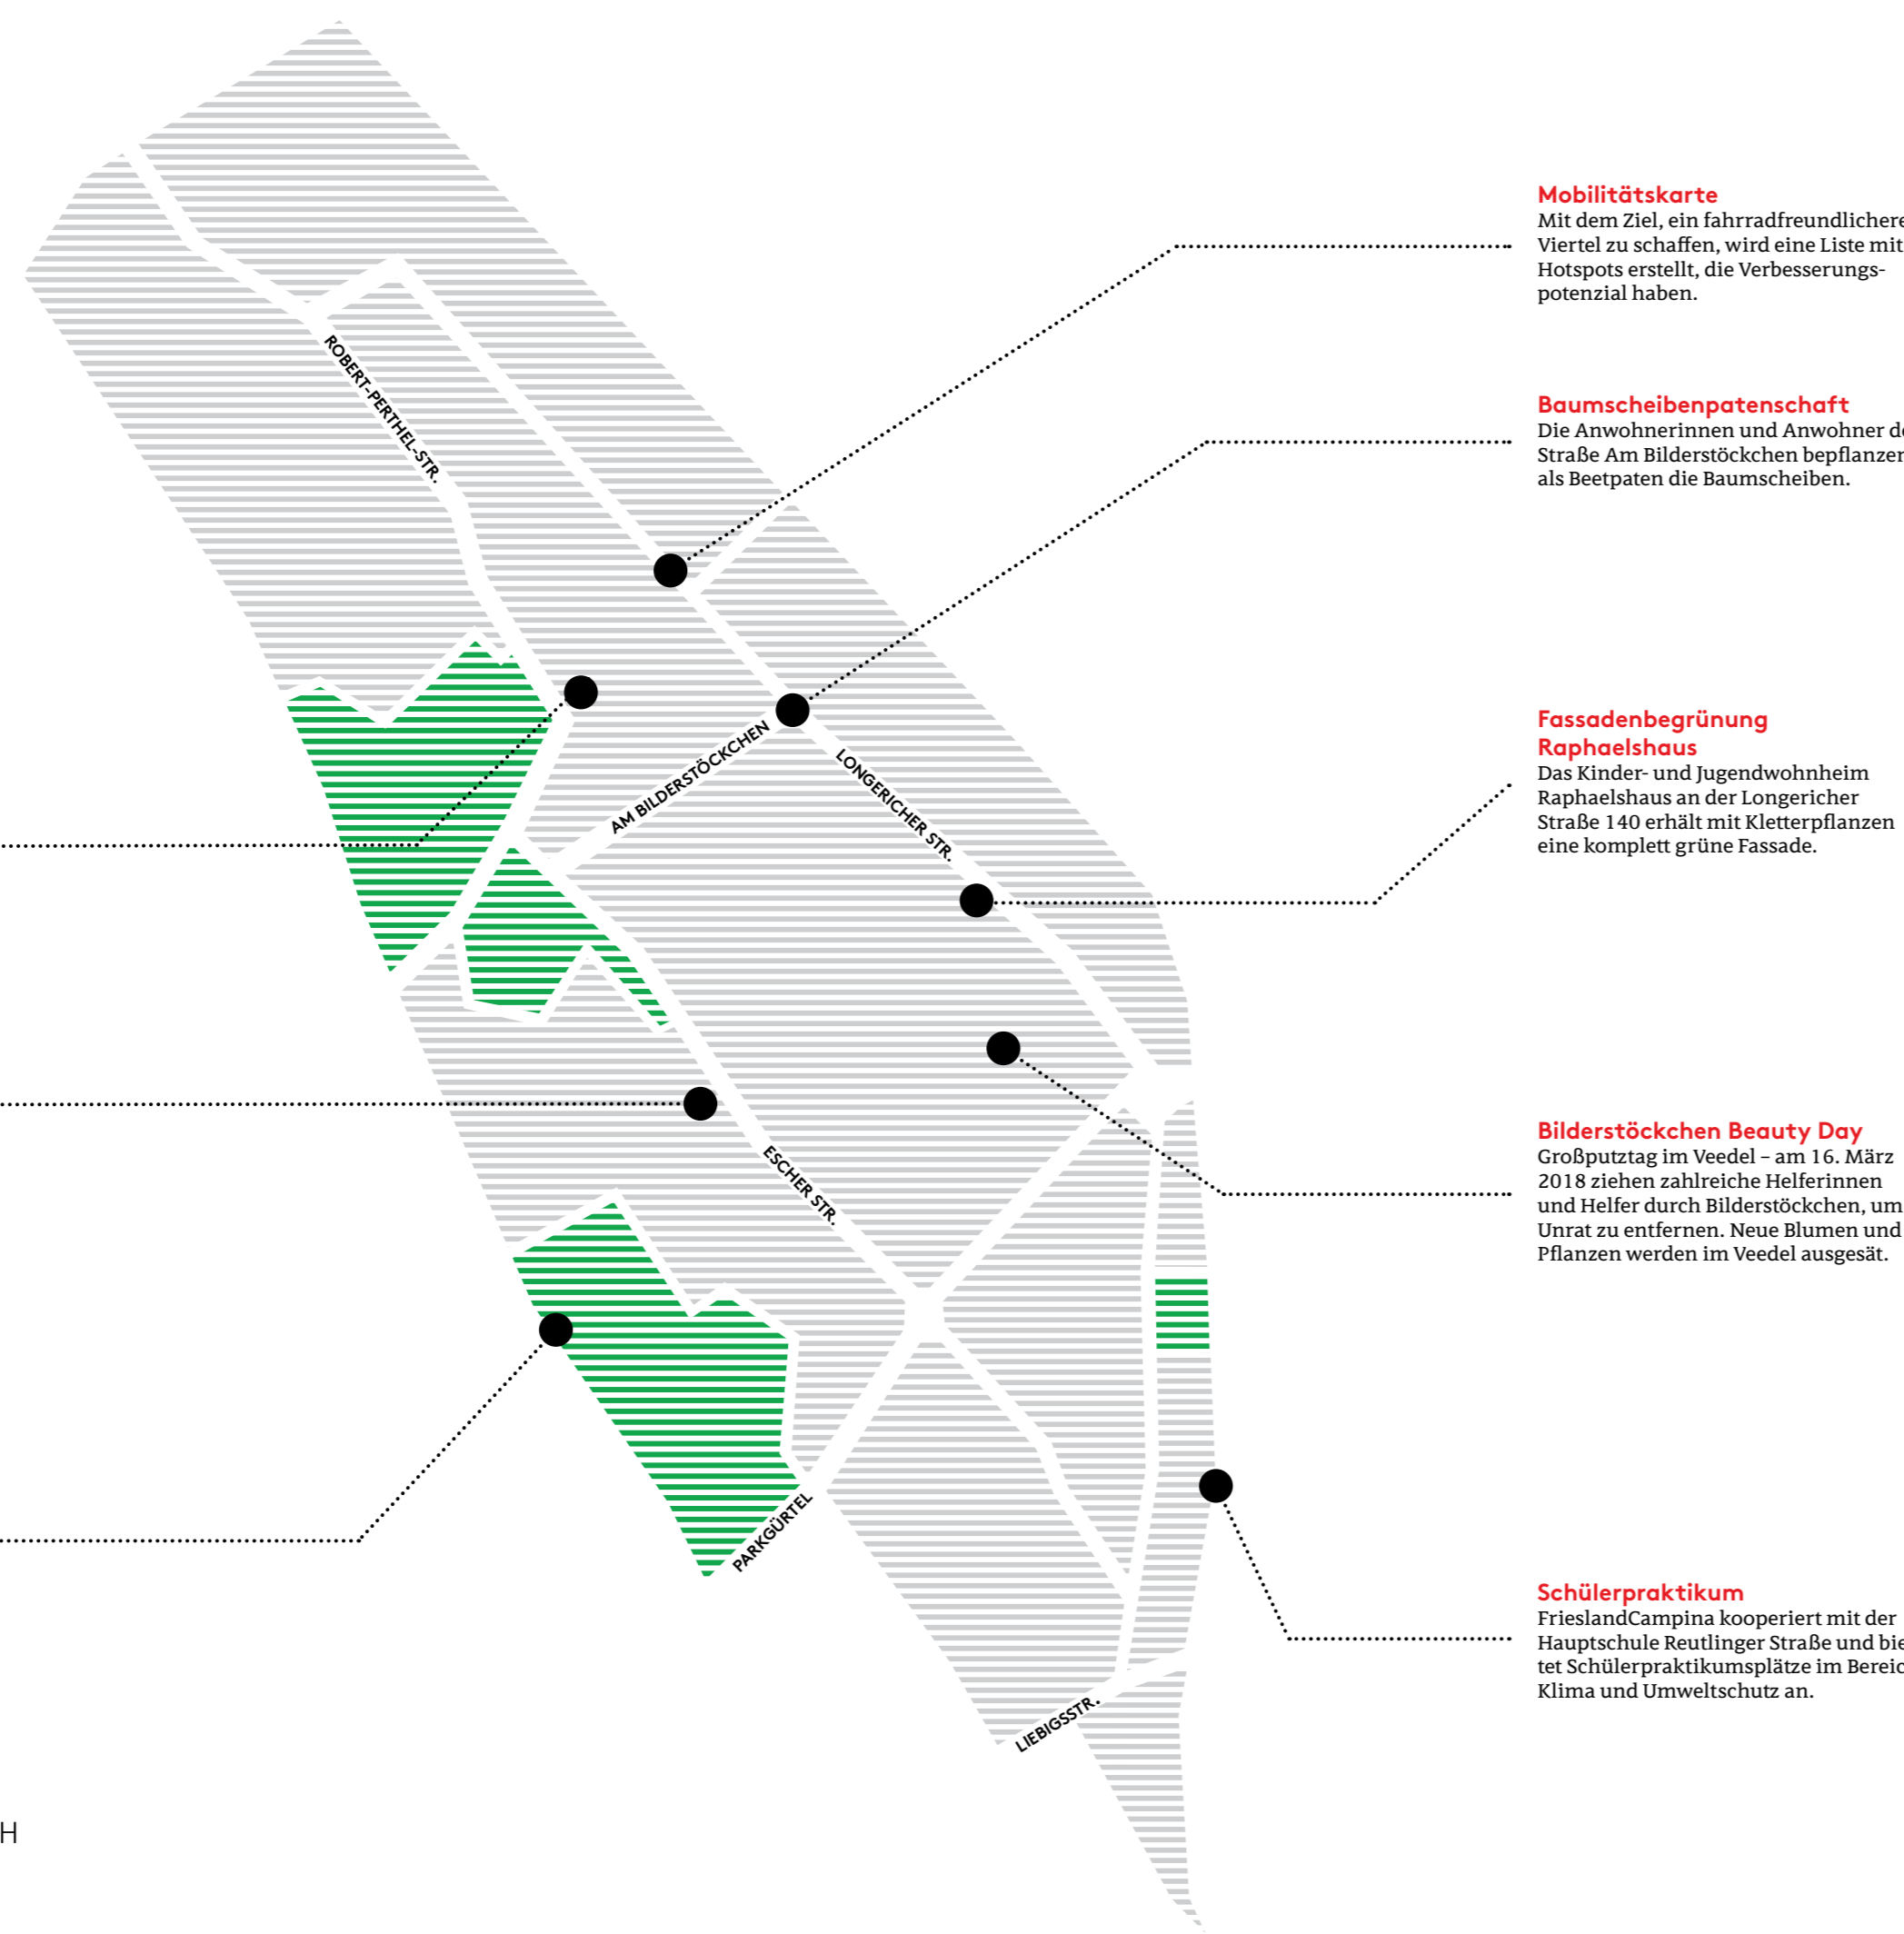 Mobilitätskarte
Mit dem Ziel, ein fahrradfreundlichere
Viertel zu schaffen, wird eine Liste mit
Hotspots erstellt, die Verbesserungs-
potenzial haben.
Baumscheibenpatenschaft
Die Anwohnerinnen und Anwohner de
Straße Am Bilderstöckchen bepflanzen
als Beetpaten die Baumscheiben.
Fassadenbegrünung
Raphaelshaus
Das Kinder- und Jugendwohnheim
Raphaelshaus an der Longericher
Straße 140 erhält mit Kletterpflanzen
eine komplett grüne Fassade.
Bilderstöckchen Beauty Day
Großputztag im Veedel – am 16. März
2018 ziehen zahlreiche Helferinnen
und Helfer durch Bilderstöckchen, um
Unrat zu entfernen. Neue Blumen und
Pflanzen werden im Veedel ausgesät.
Schülerpraktikum
FrieslandCampina kooperiert mit der
Hauptschule Reutlinger Straße und bie
tet Schülerpraktikumsplätze im Bereic
Klima und Umweltschutz an.
ROBERT-PERTHEL-STR.
AM BILDERSTÖCKCHEN
LONGERICHER STR.
ESCHER STR.
PARKGÜRTEL
LIEBIGSSTR.
H